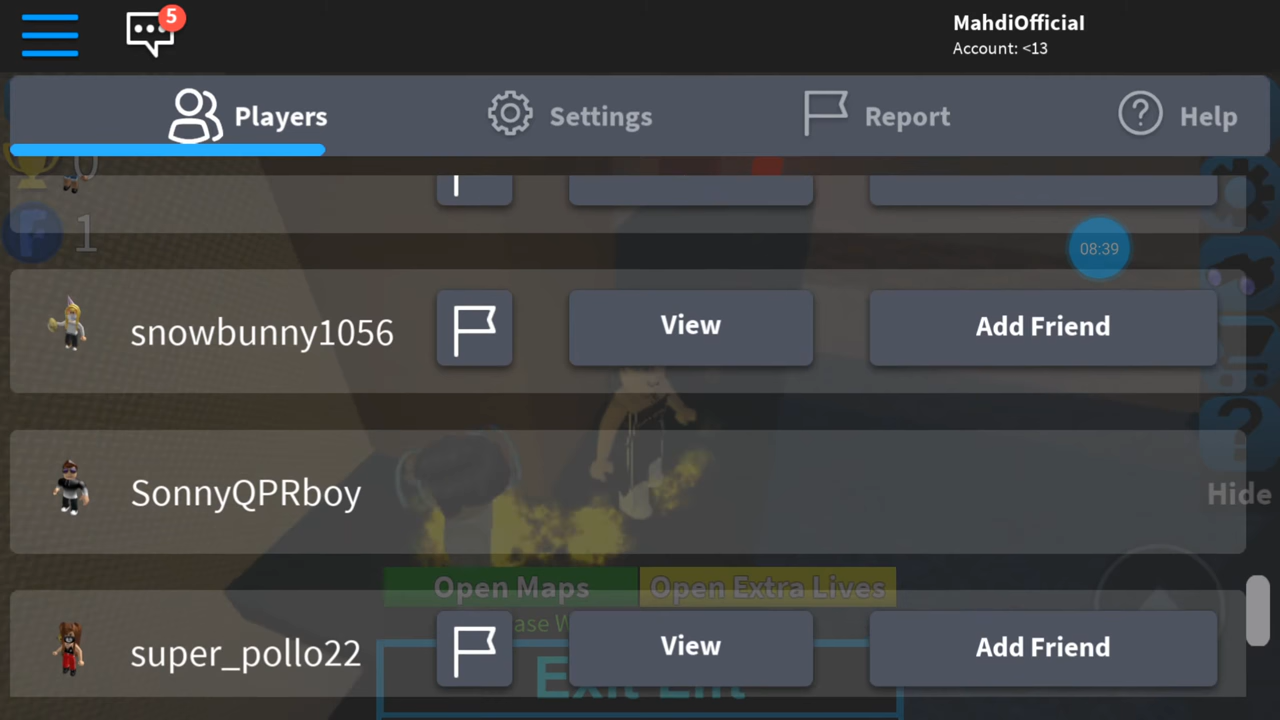 5
MahdiOfficial
Account: <13
Players
Settings
Report
Help
0
1
08:39
snowbunny1056
View
Add Friend
SonnyQPRboy
Hide
Open Maps
Open Extra Lives
super_pollo22
View
Add Friend